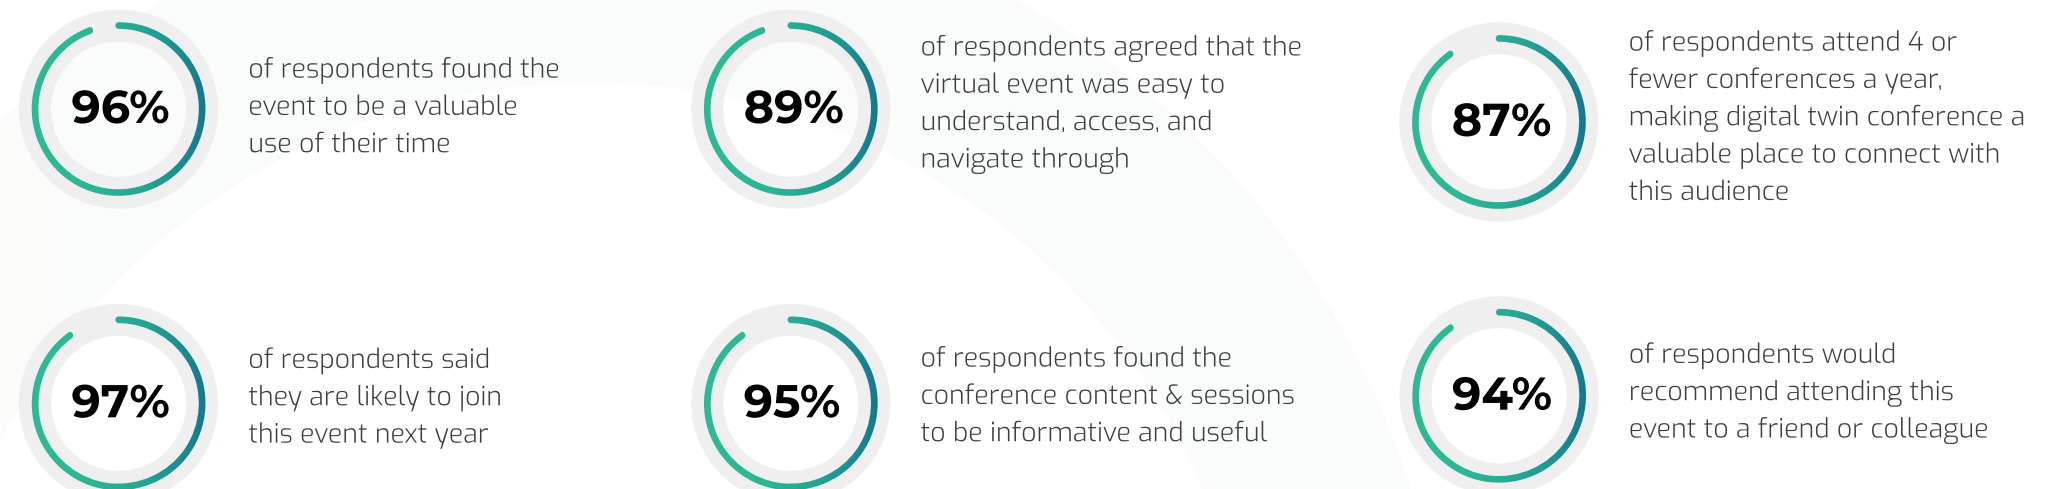 96%
of respondents found the
event to be a valuable
use of their time
89%
of respondents agreed that the
virtual event was easy to
understand, access, and
navigate through
87%
of respondents attend 4 or
fewer conferences a year,
making digital twin conference a
valuable place to connect with
this audience
97%
of respondents said
they are likely to join
this event next year
95%
of respondents found the
conference content & sessions
to be informative and useful
94%
of respondents would
recommend attending this
event to a friend or colleague